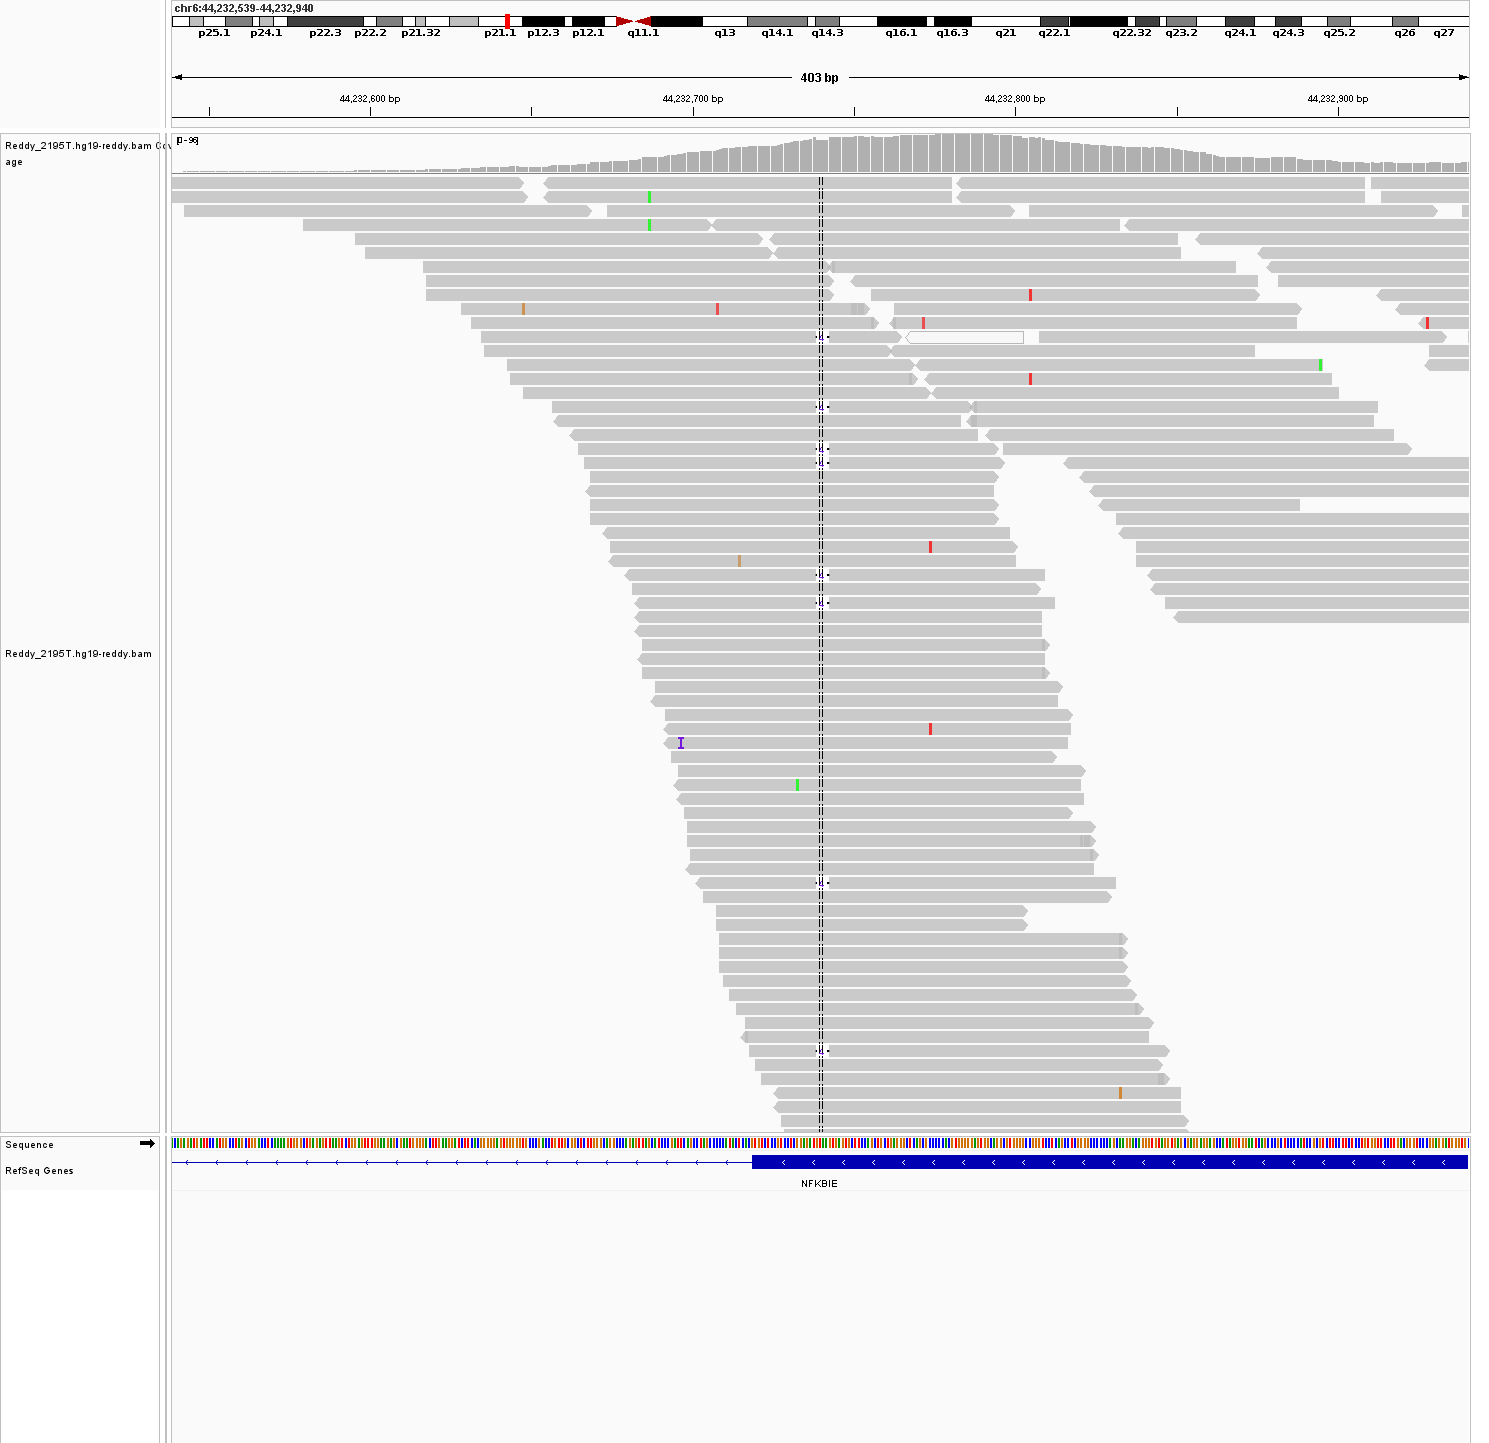 chr6:44,232,539-44,232,940
p25.1 p24.1 p22.3 p22.2 p21.32 p21.1 p12.3 p12.1 q11.1 q13 q14.1 q14.3 q16.1 q16.3 q21 q22.1 q22.32 q23.2 q24.1 q24.3 q25.2 q26 q27
403 bp
44,232,600 bp 44,232,700 bp 44,232,800 bp 44,232,900 bp
[0-96]
Reddy_2195T.hg19-reddy.bam Cov
age
4
4
4
4
4
4
Reddy_2195T.hg19-reddy.bam
4
4
Sequence
RefSeq Genes
NFKBIE